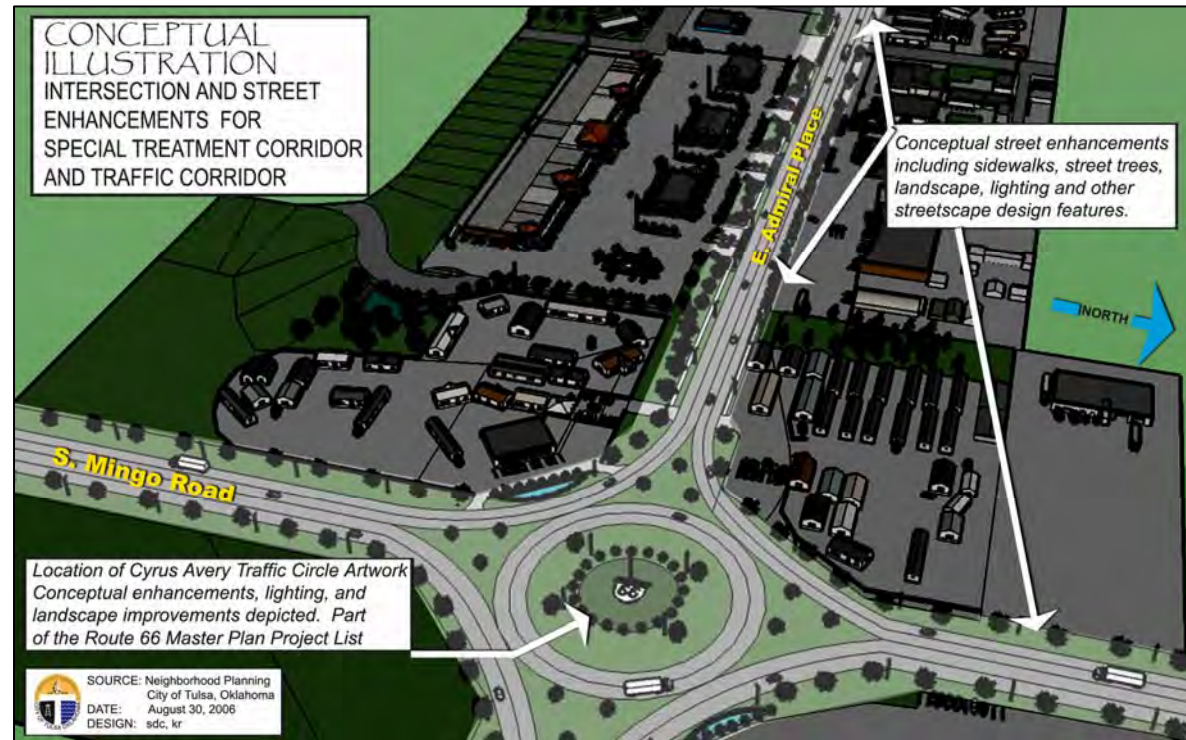 CONCEPTUAL
ILLUSTRATION
INTERSECTION AND STREET
ENHANCEMENTS FOR
SPECIAL TREATMENT CORRIDOR
AND TRAFFIC CORRIDOR
E. Admiral Place
Conceptual street enhancements
including sidewalks, street trees,
landscape, lighting and other
streetscape design features.
NORTH
S. Mingo Road
66
Location of Cyrus Avery Traffic Circle Artwork
Conceptual enhancements, lighting, and
landscape improvements depicted. Part
of the Route 66 Master Plan Project List
SOURCE: Neighborhood Planning
City of Tulsa, Oklahoma
DATE: August 30, 2006
DESIGN: sdc, kr